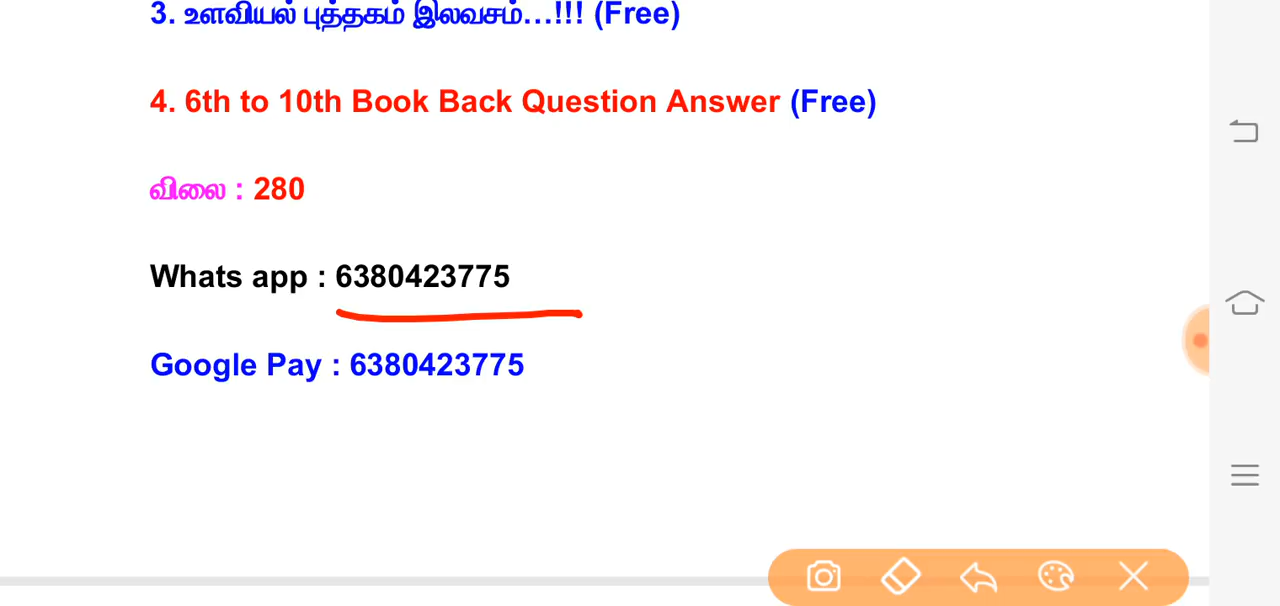 3. உளவியல் புத்தகம் இலவசம்...!!! (Free)
4. 6th to 10th Book Back Question Answer (Free)
விலை : 280
Whats app : 6380423775
Google Pay : 6380423775